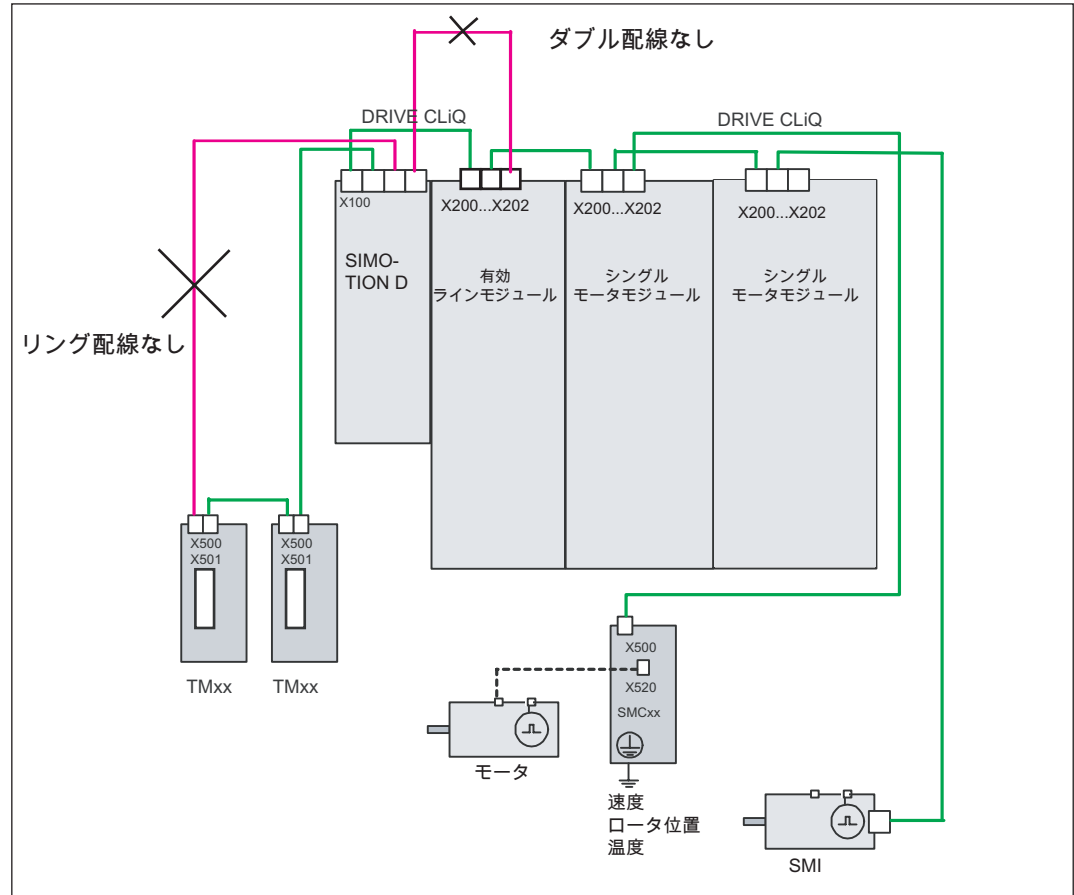 ダブル配線なし
DRIVE CLiQ
DRIVE CLiQ
X100
X200...X202
X200...X202
X200...X202
SIMO-
TION D
有効
ラインモジュール
シングル
モータモジュール
シングル
モータモジュール
リング配線なし
X500
X501
X500
X501
TMxx
TMxx
X500
X520
SMCxx
モータ
速度
ロータ位置
温度
SMI